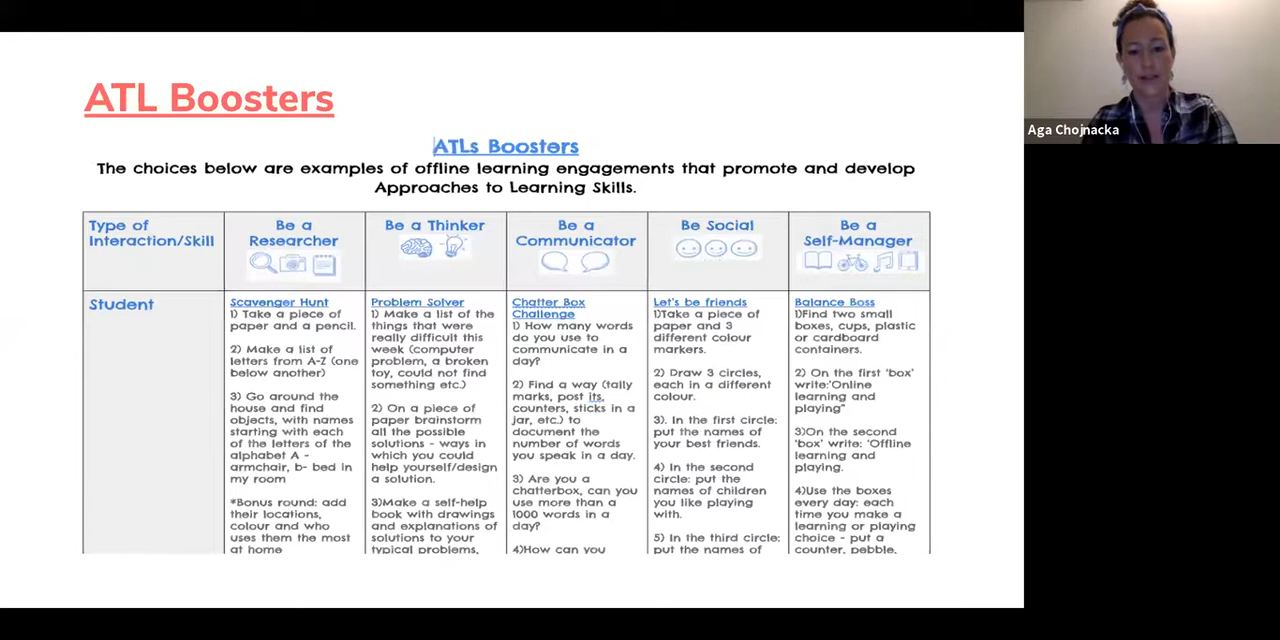 ATL Boosters
ATLs Boosters
The choices below are examples of offline learning engagements that promote and develop
Approaches to Learning Skills.
Type of
Interaction/Skill
Be a
Researcher
Be a Thinker
Be a
Communicator
Be Social
Be a
Self-Manager
Student
Scavenger Hunt
1) Take a piece of
paper and a pencil.
2) Make a list of
letters from A-Z (one
below another)
3) Go around the
house and find
objects, with names
starting with each
of the letters of the
alphabet A -
armchair, b- bed in
my room
*Bonus round: add
their locations,
colour and who
uses them the most
at home
Problem Solver
1) Make a list of the
things that were
really difficult this
week (computer
problem, a broken
toy, could not find
something etc.)
2) On a piece of
paper brainstorm
all the possible
solutions - ways in
which you could
help yourself/design
a solution.
3)Make a self-help
book with drawings
and explanations of
solutions to your
typical problems,
Chatter Box
Challenge
1) How many words
do you use to
communicate in a
day?
2) Find a way (tally
marks, post its,
counters, sticks in a
jar, etc.) to
document the
number of words
you speak in a day.
3) Are you a
chatterbox, can you
use more than a
1000 words in a
day?
4)How can you
Let's be friends
1)Take a piece of
paper and 3
different colour
markers.
2) Draw 3 circles,
each in a different
colour.
3). In the first circle:
put the names of
your best friends.
4) In the second
circle: put the
names of children
you like playing
with.
5) In the third circle:
put the names of
Balance Boss
1)Find two small
boxes, cups, plastic
or cardboard
containers.
2) On the first 'box'
write:'Online
learning and
playing"
3)On the second
'box' write: 'Offline
learning and
playing.
4)Use the boxes
every day: each
time you make a
learning or playing
choice - put a
counter, pebble,
Aga Chojnacka